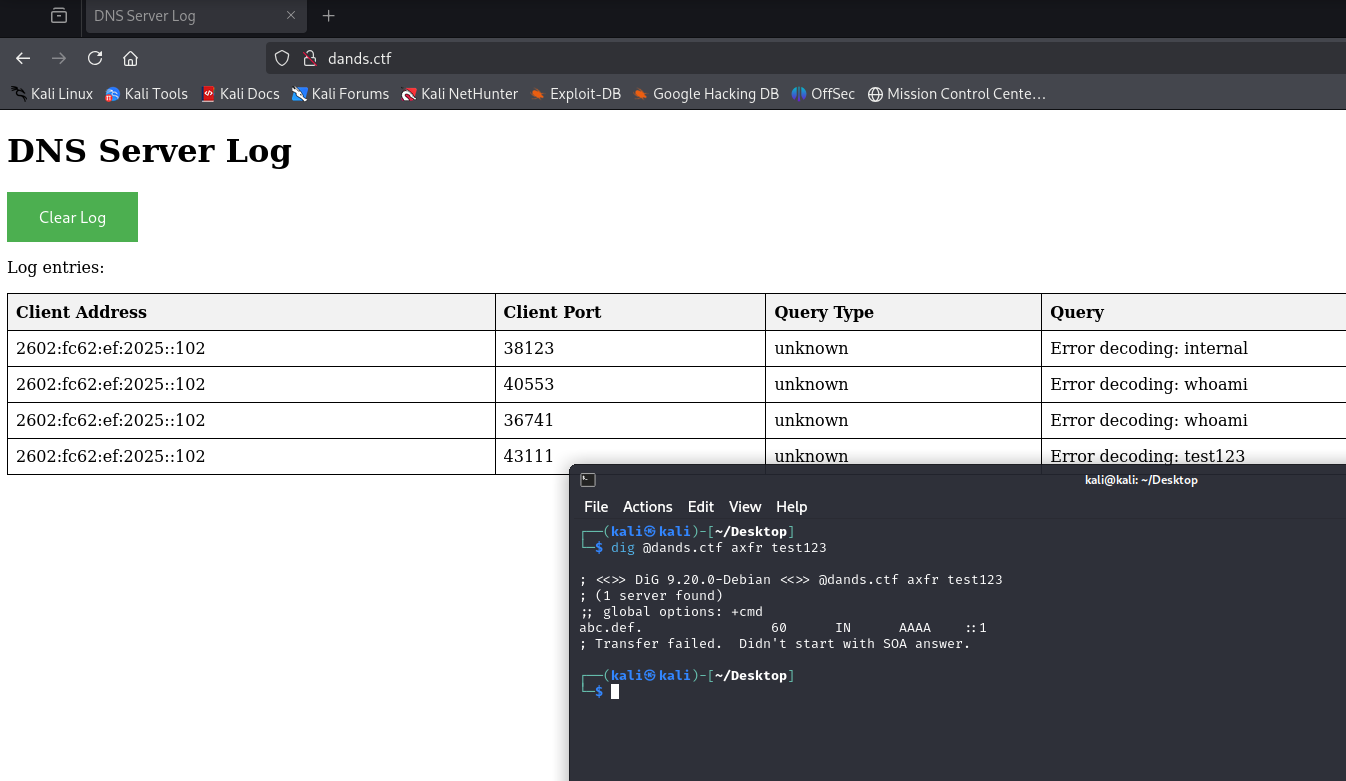 DNS Server Log
dands.ctf
Kali Linux Kali Tools Kali Docs Kali Forums Kali NetHunter Exploit-DB Google Hacking DB OffSec Mission Control Cente…
DNS Server Log
Clear Log
Log entries:
Client Address Client Port Query Type Query
2602:fc62:ef:2025::102 38123 unknown Error decoding: internal
2602:fc62:ef:2025::102 40553 unknown Error decoding: whoami
2602:fc62:ef:2025::102 36741 unknown Error decoding: whoami
2602:fc62:ef:2025::102 43111 unknown Error decoding: test123
kali@kali: ~/Desktop
File Actions Edit View Help
┌──(kali㉿kali)-[~/Desktop]
└─$ dig @dands.ctf axfr test123
; <<>> DiG 9.20.0-Debian <<>> @dands.ctf axfr test123
; (1 server found)
;; global options: +cmd
abc.def. 60 IN AAAA ::1
; Transfer failed. Didn't start with SOA answer.
┌──(kali㉿kali)-[~/Desktop]
└─$